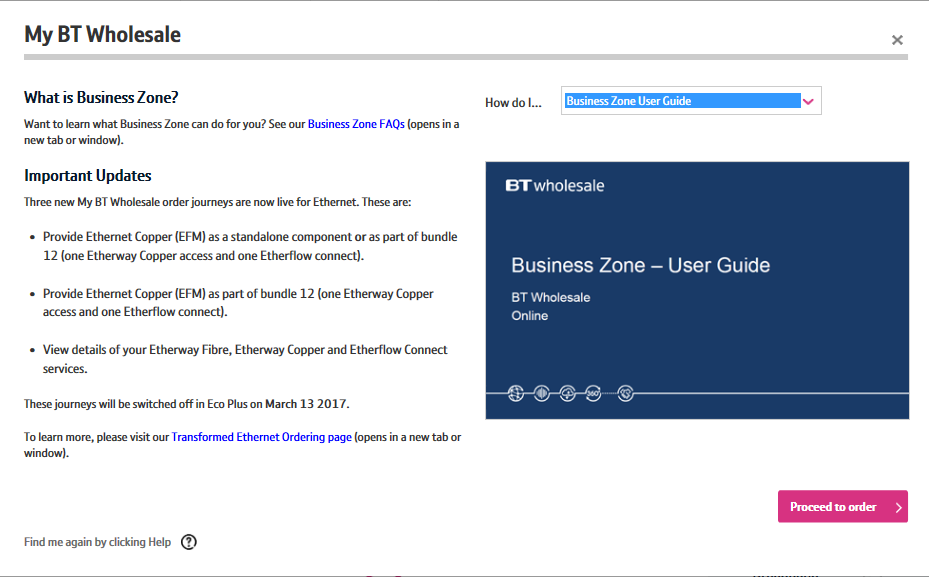 My BT Wholesale
×
What is Business Zone?
Want to learn what Business Zone can do for you? See our Business Zone FAQs (opens in a
new tab or window).
Important Updates
Three new My BT Wholesale order journeys are now live for Ethernet. These are:
• Provide Ethernet Copper (EFM) as a standalone component or as part of bundle
12 (one Etherway Copper access and one Etherflow connect).
• Provide Ethernet Copper (EFM) as part of bundle 12 (one Etherway Copper
access and one Etherflow connect).
• View details of your Etherway Fibre, Etherway Copper and Etherflow Connect
services.
These journeys will be switched off in Eco Plus on March 13 2017.
To learn more, please visit our Transformed Ethernet Ordering page (opens in a new tab or
window).
Find me again by clicking Help ?
How do I...
Business Zone User Guide
BT wholesale
Business Zone – User Guide
BT Wholesale
Online
360°
Proceed to order